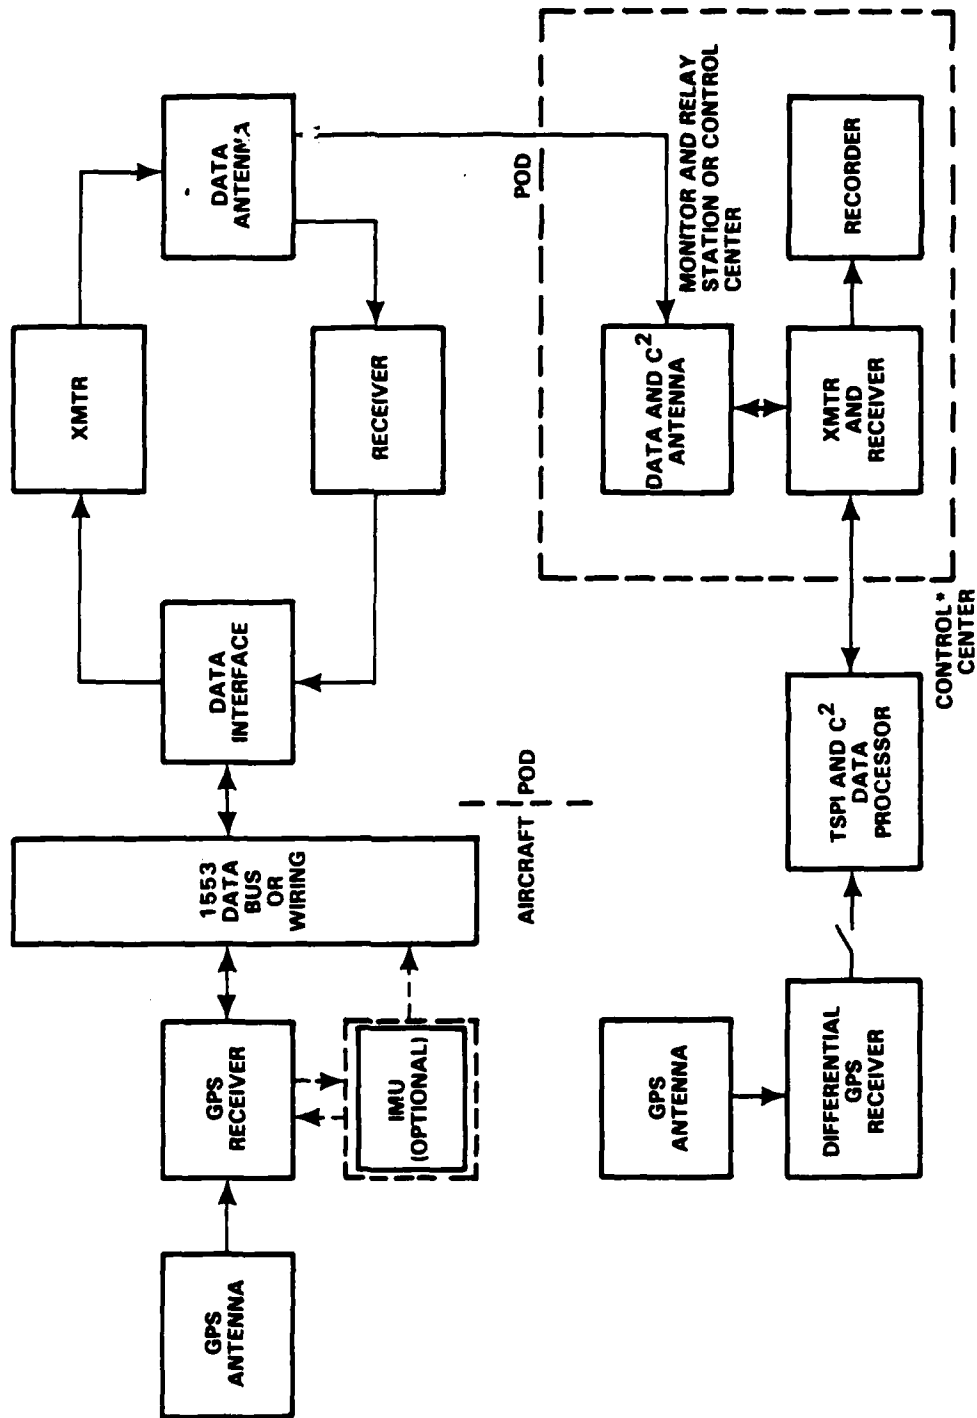 GPS
ANTENNA
GPS
RECEIVER
IMU
(OPTIONAL)
1553
DATA
BUS
OR
WIRING
AIRCRAFT
POD
DATA
INTERFACE
XMTR
RECEIVER
DATA
ANTENNA
POD
GPS
ANTENNA
DIFFERENTIAL
GPS
RECEIVER
TSPI AND C²
DATA
PROCESSOR
CONTROL*
CENTER
DATA AND C²
ANTENNA
MONITOR AND RELAY
STATION OR CONTROL
CENTER
XMTR
AND
RECEIVER
RECORDER